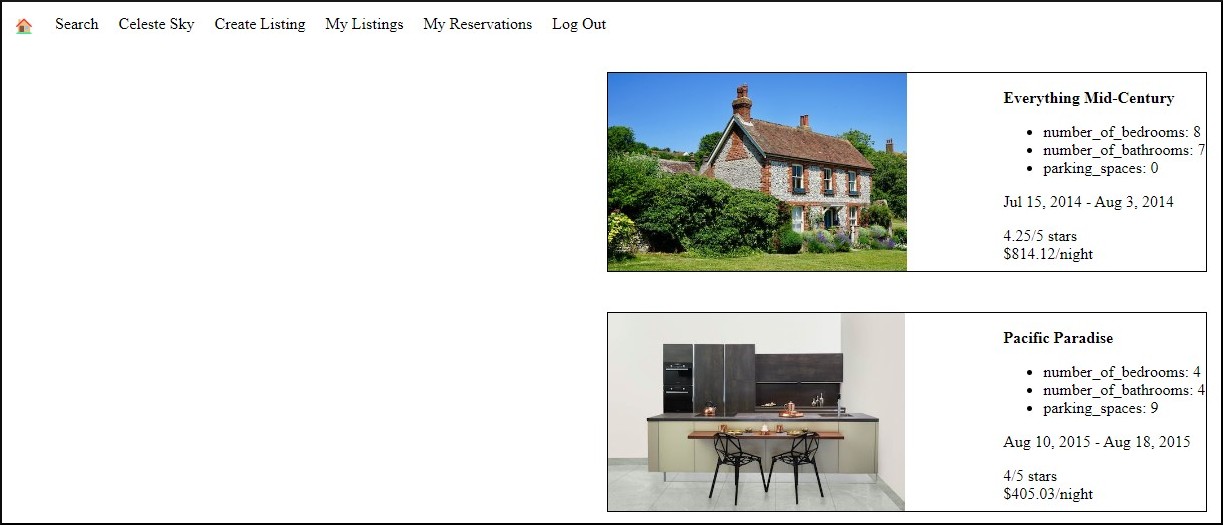 Search Celeste Sky Create Listing My Listings My Reservations Log Out
Everything Mid-Century
number_of_bedrooms: 8
number_of_bathrooms: 7
parking_spaces: 0
Jul 15, 2014 - Aug 3, 2014
4.25/5 stars
$814.12/night
Pacific Paradise
number_of_bedrooms: 4
number_of_bathrooms: 4
parking_spaces: 9
Aug 10, 2015 - Aug 18, 2015
4/5 stars
$405.03/night